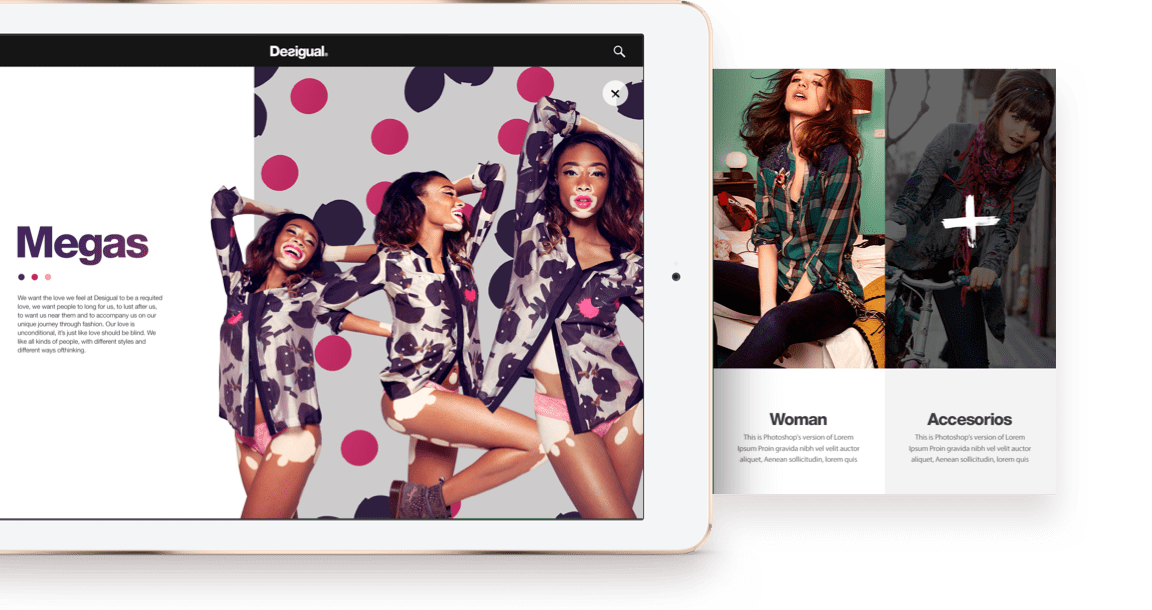 Desigual.
Megas
We want the love we feel at Desigual to be a requited
love, we want people to long for us, to lust after us,
to want us near them and to accompany us on our
unique journey through fashion. Our love is
unconditional, it's just like love should be blind. We
like all kinds of people, with different styles and
different ways ofthinking.
Woman
This is Photoshop's version of Lorem
Ipsum Proin gravida nibh vel velit auctor
aliquet, Aenean sollicitudin, lorem quis
Accesorios
This is Photoshop's version of Lorem
Ipsum Proin gravida nibh vel velit auctor
aliquet, Aenean sollicitudin, lorem quis